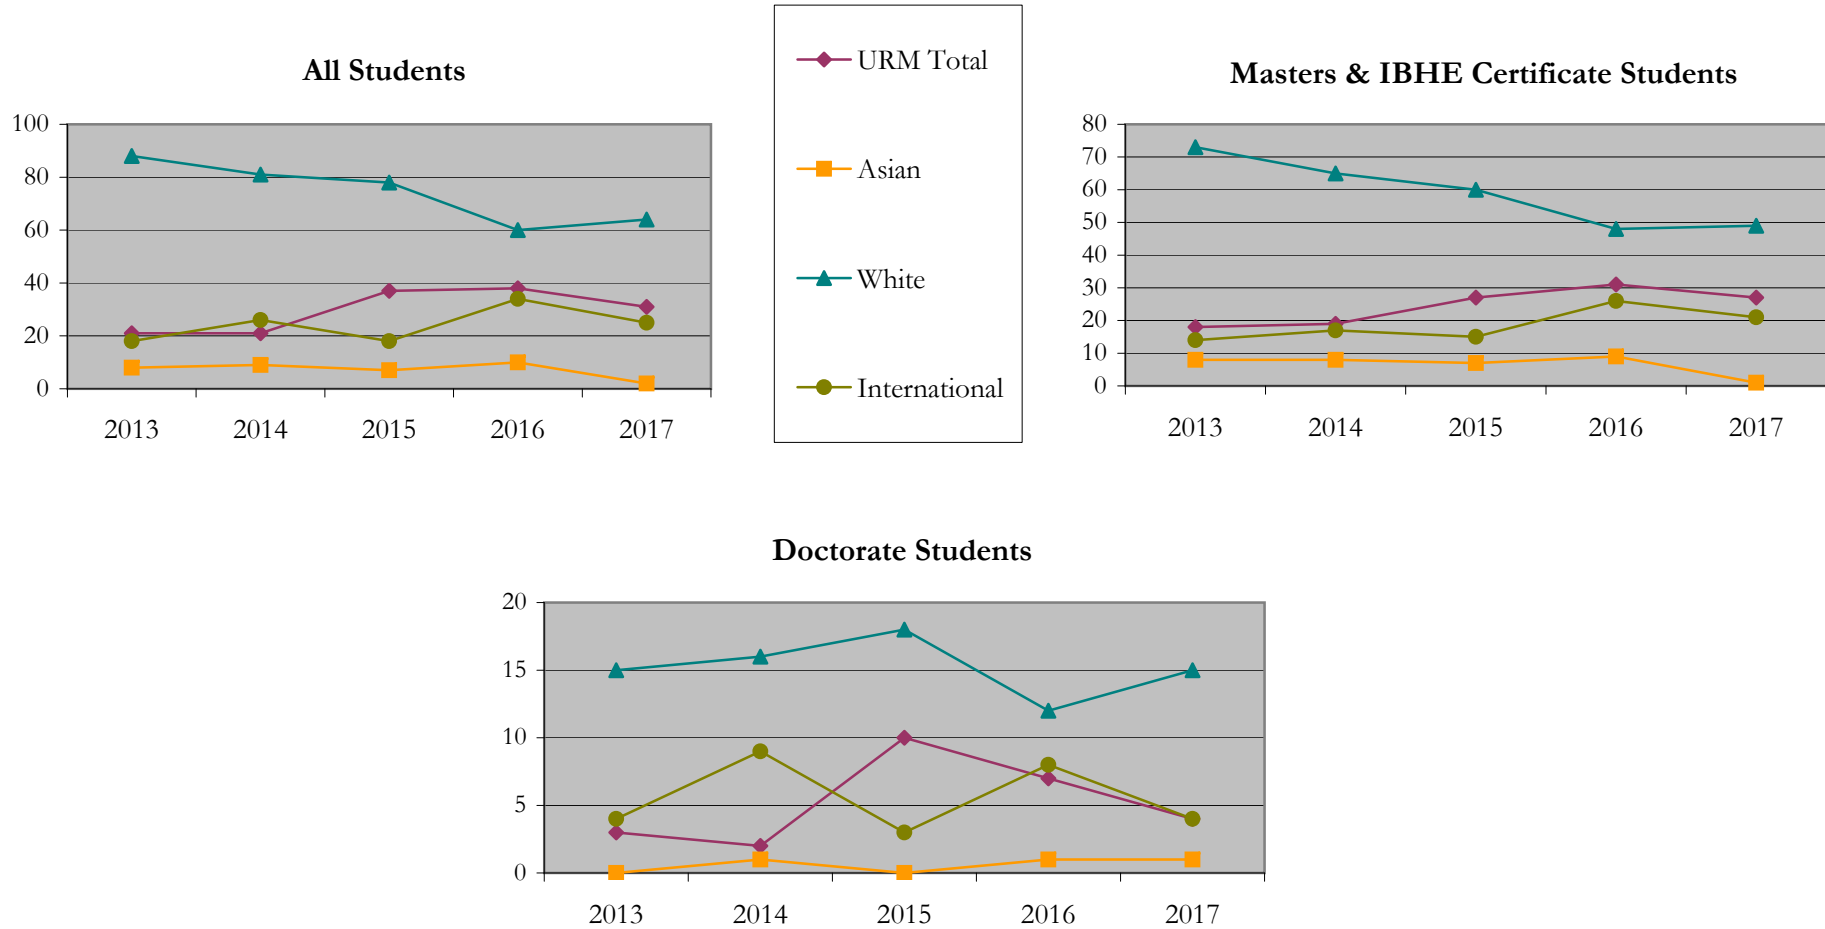 All Students
100
80
60
40
20
0
2013 2014 2015 2016 2017
URM Total
Asian
White
International
Masters & IBHE Certificate Students
80
70
60
50
40
30
20
10
0
2013 2014 2015 2016 2017
Doctorate Students
20
15
10
5
0
2013 2014 2015 2016 2017